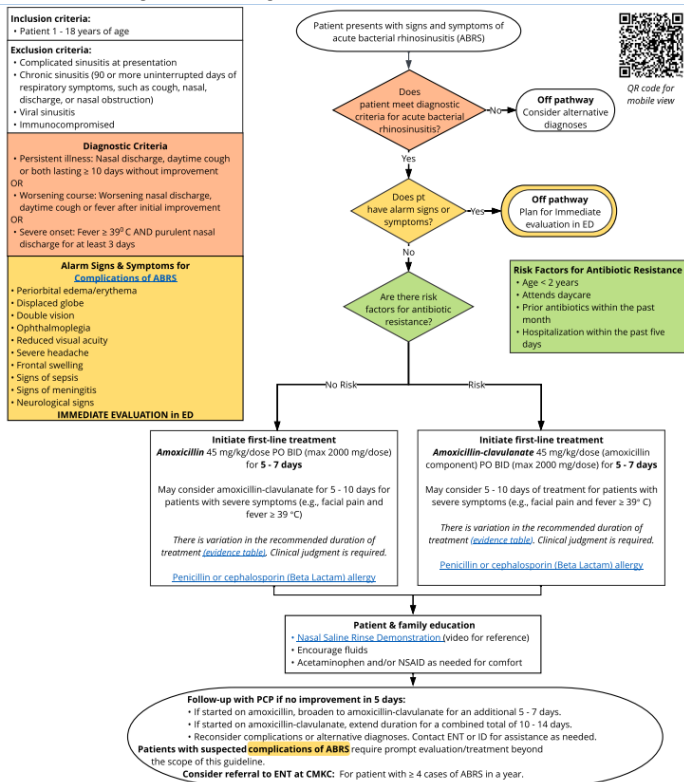 Inclusion criteria:
• Patient 1 - 18 years of age
Exclusion criteria:
• Complicated sinusitis at presentation
• Chronic sinusitis (90 or more uninterrupted days of
respiratory symptoms, such as cough, nasal,
discharge, or nasal obstruction)
• Viral sinusitis
• Immunocompromised
Diagnostic Criteria
• Persistent illness: Nasal discharge, daytime cough
or both lasting ≥ 10 days without improvement
OR
• Worsening course: Worsening nasal discharge,
daytime cough or fever after initial improvement
OR
• Severe onset: Fever ≥ 39⁰ C AND purulent nasal
discharge for at least 3 days
Alarm Signs & Symptoms for
Complications of ABRS
• Periorbital edema/erythema
• Displaced globe
• Double vision
• Ophthalmoplegia
• Reduced visual acuity
• Severe headache
• Frontal swelling
• Signs of sepsis
• Signs of meningitis
• Neurological signs
IMMEDIATE EVALUATION in ED
Patient presents with signs and symptoms of
acute bacterial rhinosinusitis (ABRS)
QR code for
mobile view
Does
patient meet diagnostic
criteria for acute bacterial
rhinosinusitis?
No
Off pathway
Consider alternative
diagnoses
Yes
Does pt
have alarm signs or
symptoms?
Yes
Off pathway
Plan for Immediate
evaluation in ED
No
Are there risk
factors for antibiotic
resistance?
Risk Factors for Antibiotic Resistance
• Age < 2 years
• Attends daycare
• Prior antibiotics within the past
month
• Hospitalization within the past five
days
No Risk
Risk
Initiate first-line treatment
Amoxicillin 45 mg/kg/dose PO BID (max 2000 mg/dose)
for 5 - 7 days
May consider amoxicillin-clavulanate for 5 - 10 days for
patients with severe symptoms (e.g., facial pain and
fever ≥ 39 °C)
There is variation in the recommended duration of
treatment (evidence table). Clinical judgment is required.
Penicillin or cephalosporin (Beta Lactam) allergy
Initiate first-line treatment
Amoxicillin-clavulanate 45 mg/kg/dose (amoxicillin
component) PO BID (max 2000 mg/dose) for 5 - 7 days
May consider 5 - 10 days of treatment for patients with
severe symptoms (e.g., facial pain and fever ≥ 39° C)
There is variation in the recommended duration of
treatment (evidence table). Clinical judgment is required.
Penicillin or cephalosporin (Beta Lactam) allergy
Patient & family education
• Nasal Saline Rinse Demonstration (video for reference)
• Encourage fluids
• Acetaminophen and/or NSAID as needed for comfort
Follow-up with PCP if no improvement in 5 days:
• If started on amoxicillin, broaden to amoxicillin-clavulanate for an additional 5 - 7 days.
• If started on amoxicillin-clavulanate, extend duration for a combined total of 10 - 14 days.
• Reconsider complications or alternative diagnoses. Contact ENT or ID for assistance as needed.
Patients with suspected complications of ABRS require prompt evaluation/treatment beyond
the scope of this guideline.
Consider referral to ENT at CMKC: For patient with ≥ 4 cases of ABRS in a year.